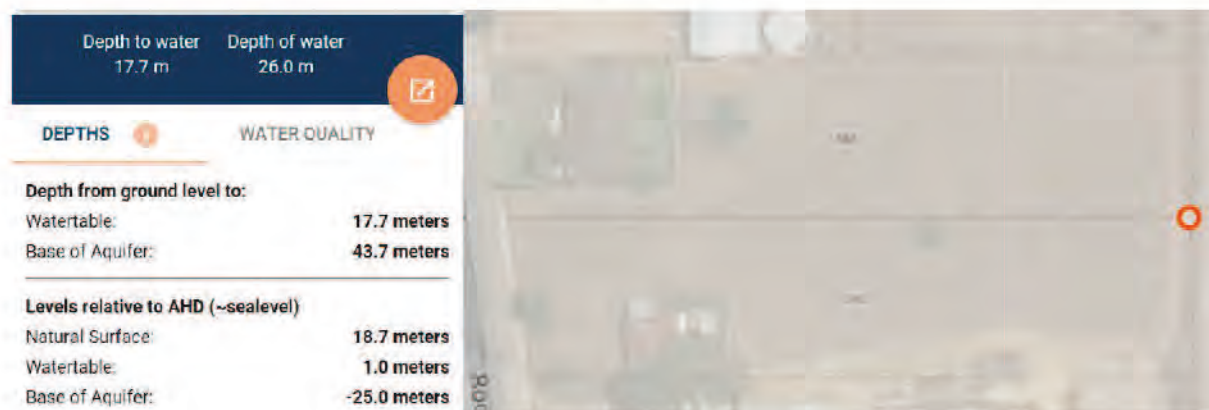 Depth to water Depth of water
17.7 m 26.0 m
DEPTHS WATER QUALITY
Depth from ground level to:
Watertable: 17.7 meters
Base of Aquifer: 43.7 meters
Levels relative to AHD (~sealevel)
Natural Surface: 18.7 meters
Watertable: 1.0 meters
Base of Aquifer: -25.0 meters